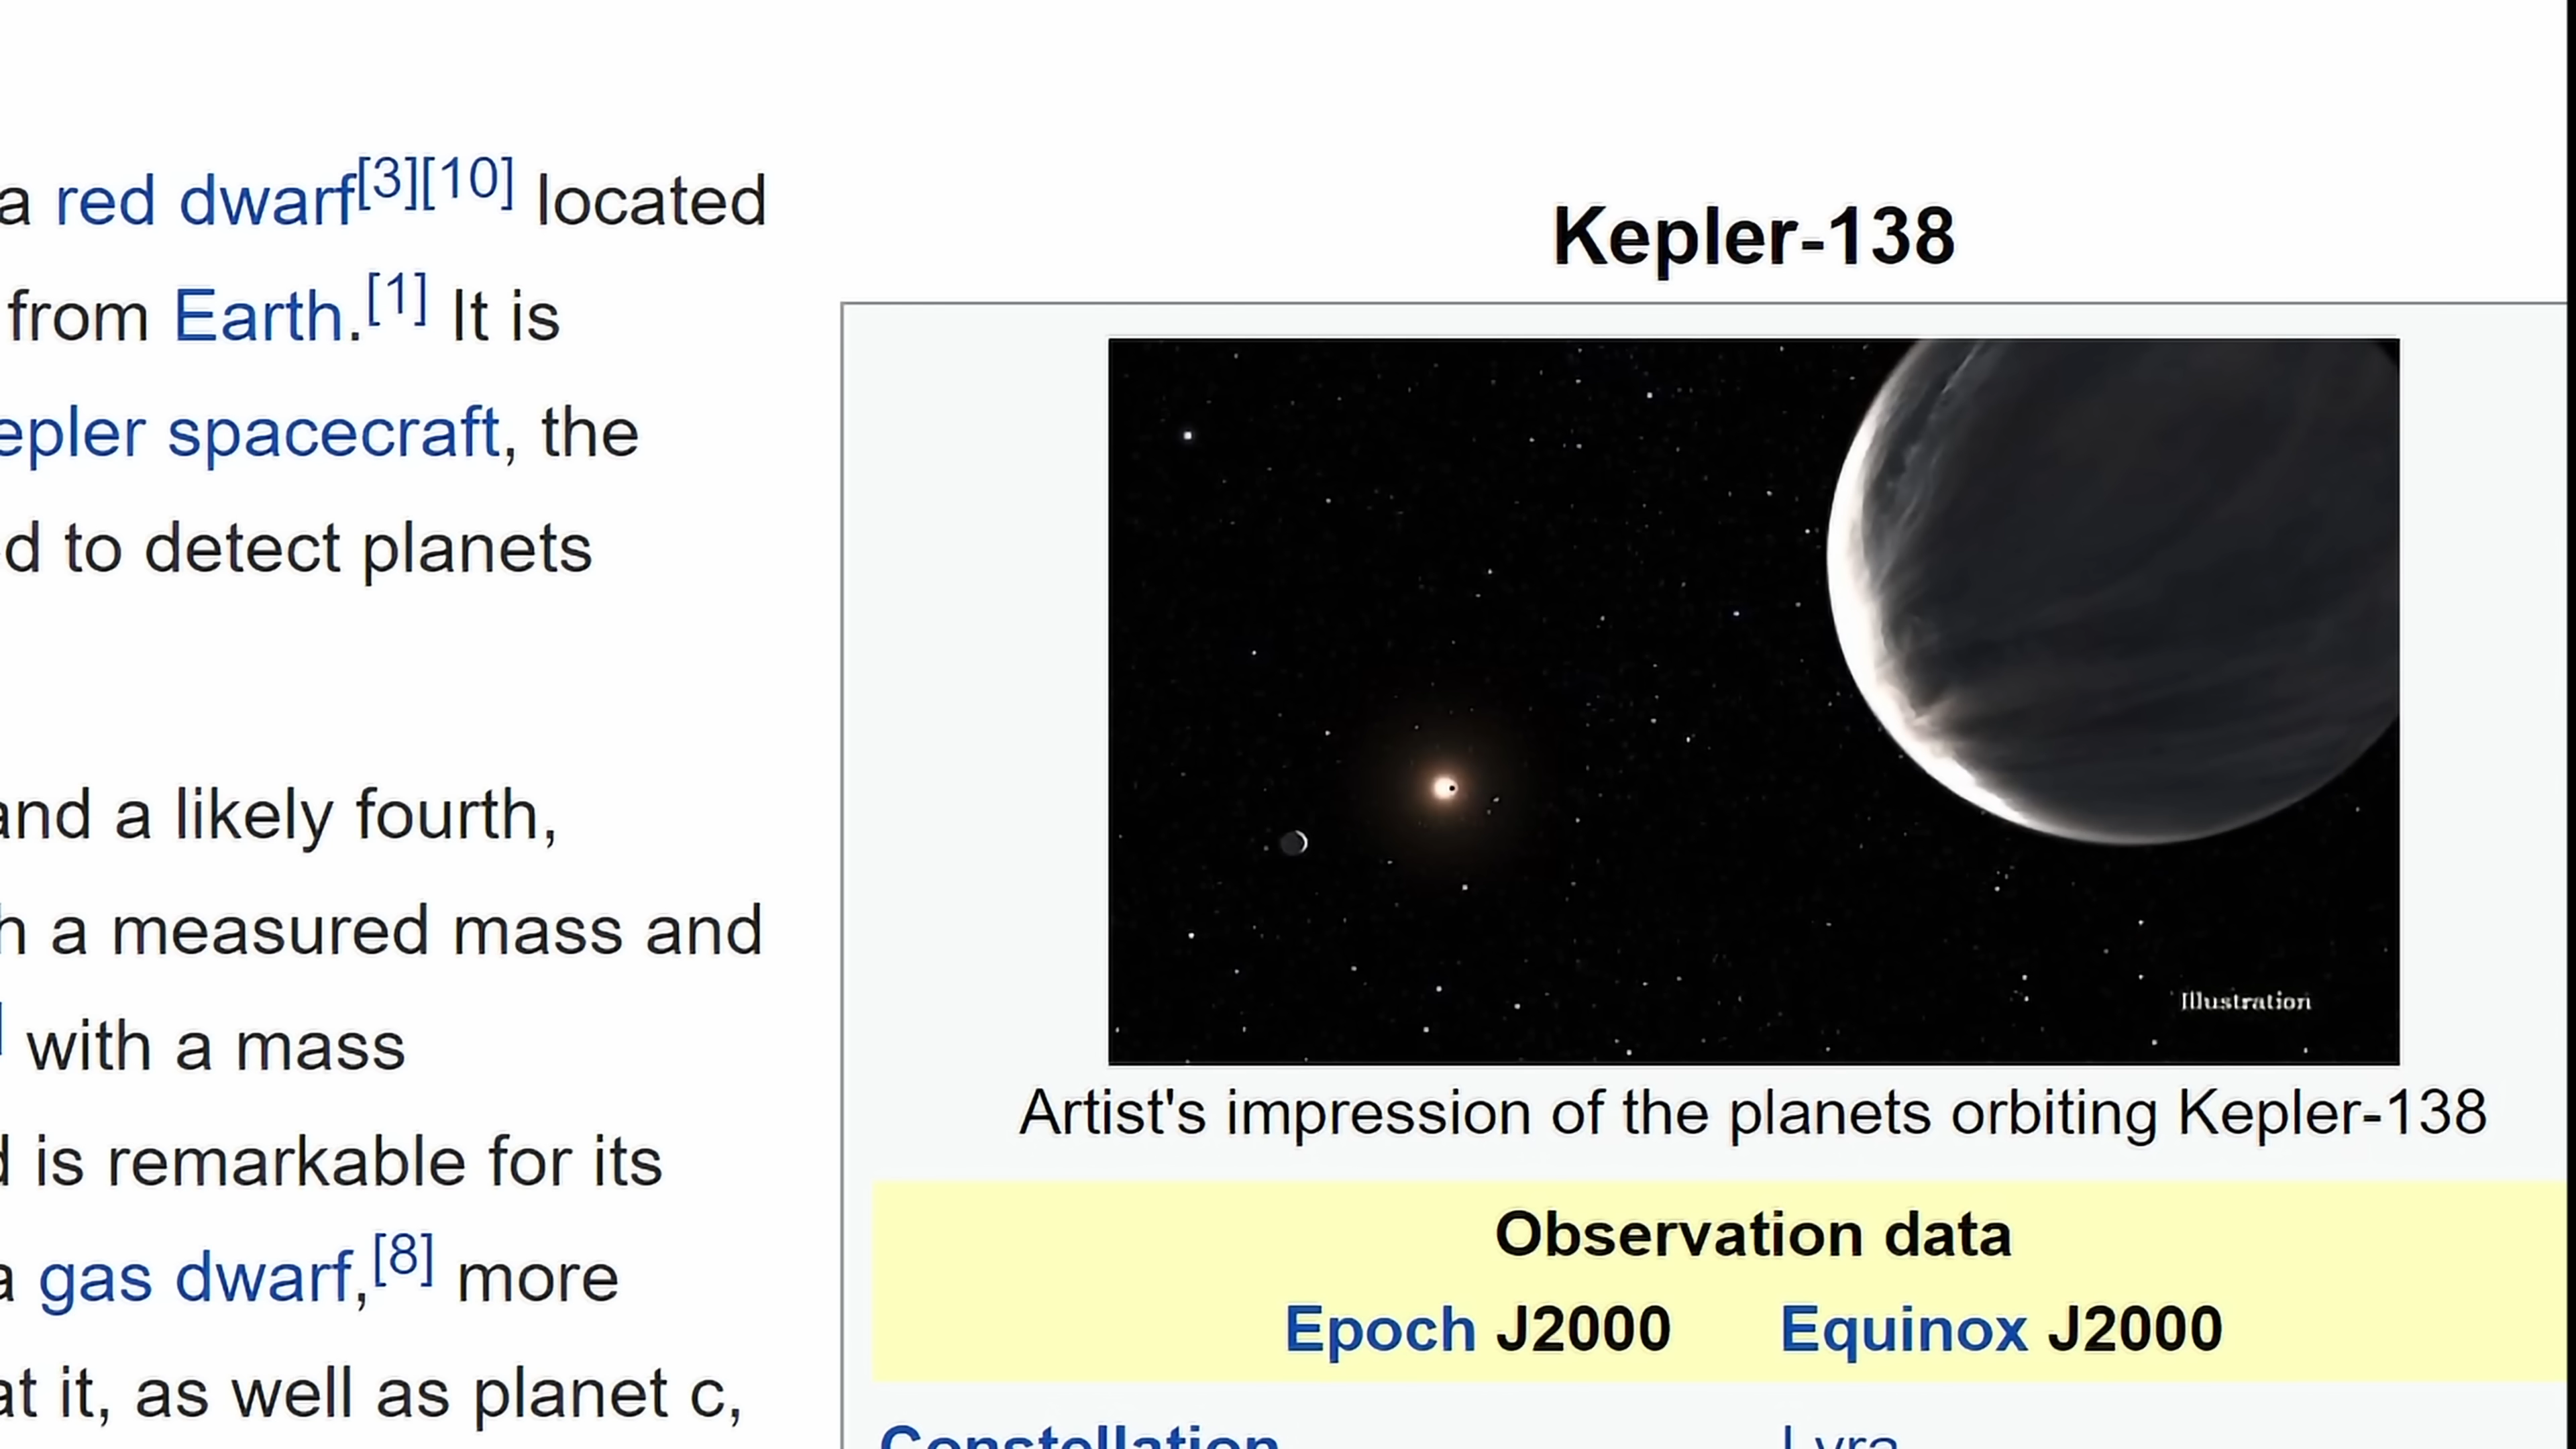 a red dwarf[3][10] located
from Earth.[1] It is
epler spacecraft, the
d to detect planets
and a likely fourth,
h a measured mass and
] with a mass
d is remarkable for its
a gas dwarf,[8] more
at it, as well as planet c,
Kepler-138
Illustration
Artist's impression of the planets orbiting Kepler-138
Observation data
Epoch J2000 Equinox J2000
Constellation Lyra